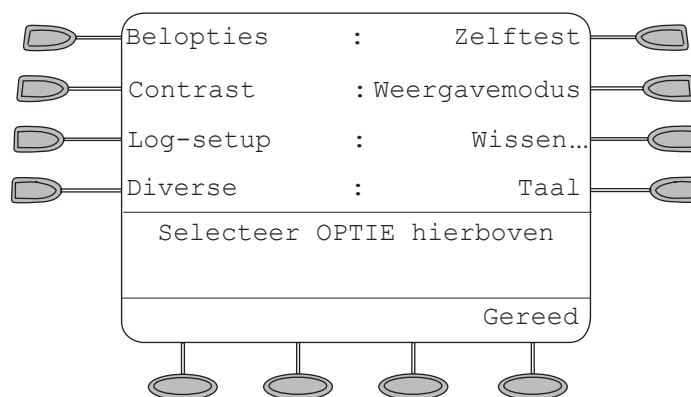 Belopties : Zelftest
Contrast : Weergavemodus
Log-setup : Wissen…
Diverse : Taal
Selecteer OPTIE hierboven
Gereed